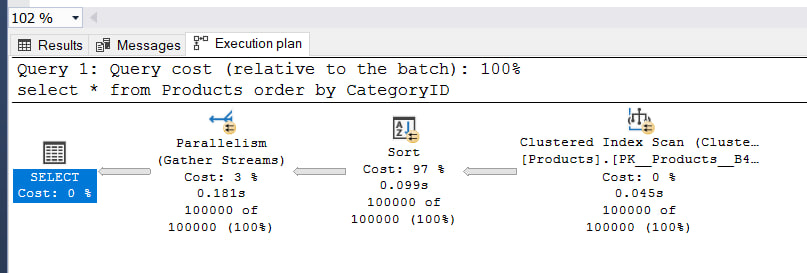 102 %
Results Messages Execution plan
Query 1: Query cost (relative to the batch): 100%
select * from Products order by CategoryID
SELECT
Cost: 0 %
Parallelism
(Gather Streams)
Cost: 3 %
0.181s
100000 of
100000 (100%)
Sort
Cost: 97 %
0.099s
100000 of
100000 (100%)
Clustered Index Scan (Cluste…
[Products].[PK__Products__B4…
Cost: 0 %
0.045s
100000 of
100000 (100%)